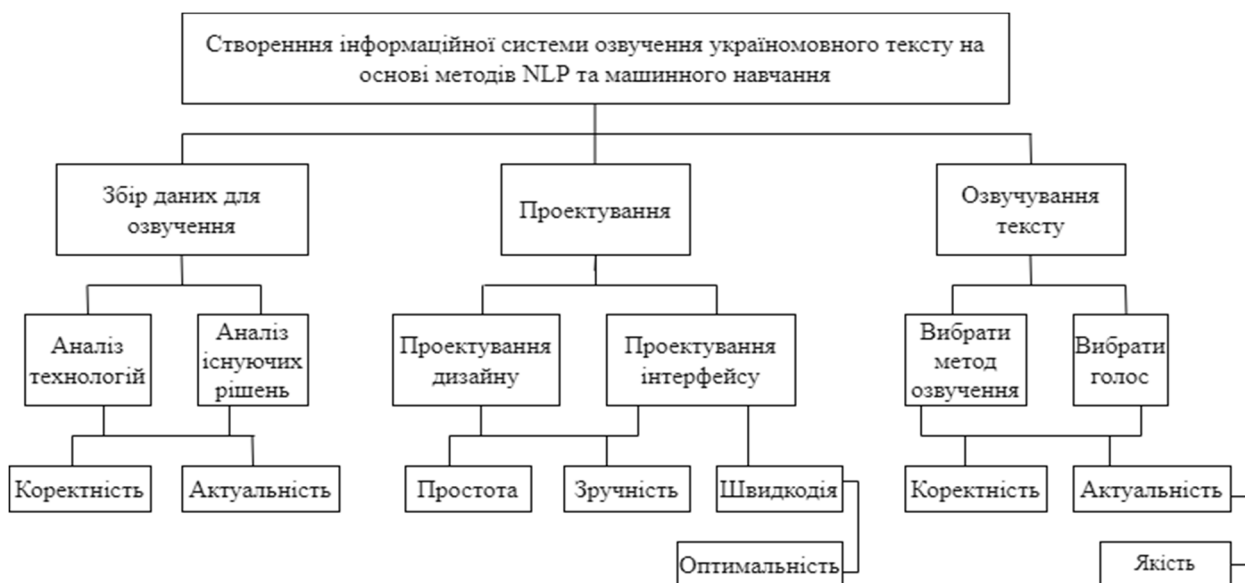 Створенння інформаційної системи озвучення україномовного тексту на
основі методів NLP та машинного навчання
Збір даних для
озвучення
Проектування
Озвучування
тексту
Аналіз
технологій
Аналіз
існуючих
рішень
Проектування
дизайну
Проектування
інтерфейсу
Вибрати
метод
озвучення
Вибрати
голос
Коректність
Актуальність
Простота
Зручність
Швидкодія
Коректність
Актуальність
Оптимальність
Якість